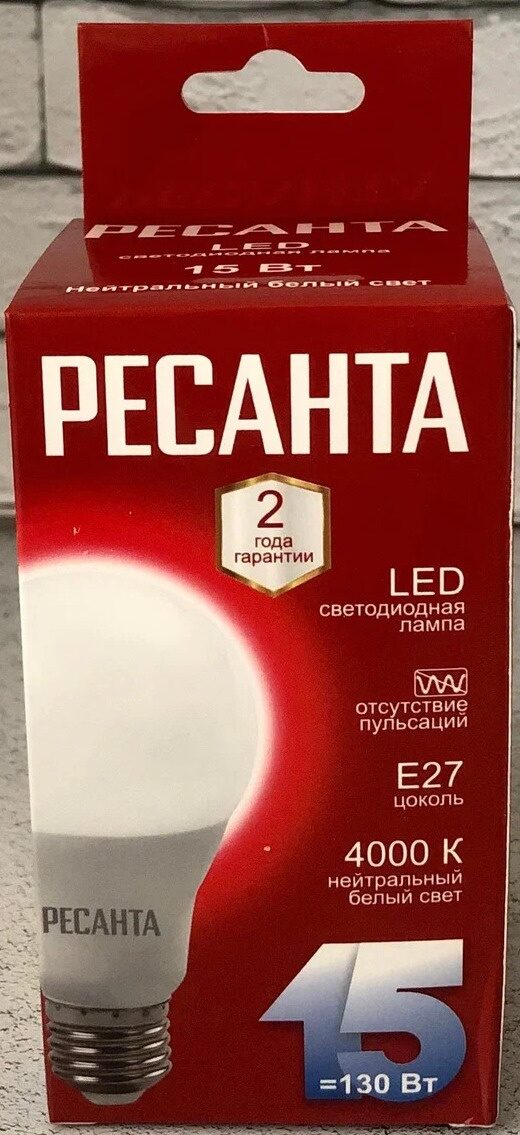 РЕСАНТА
LED
светодиодная лампа
15 Вт
Нейтральный белый свет
РЕСАНТА
2
года
гарантии
LED
светодиодная
лампа
отсутствие
пульсаций
E27
цоколь
4000 К
нейтральный
белый свет
РЕСАНТА
15
=130 Вт